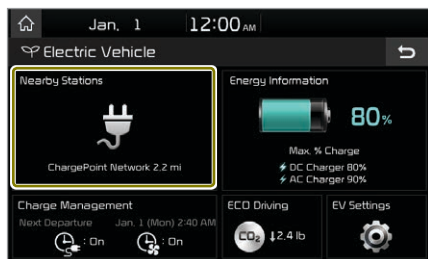 Jan. 1 12:00 AM
Electric Vehicle
Nearby Stations
ChargePoint Network 2.2 mi
Energy Information
80%
Max. % Charge
DC Charger 80%
AC Charger 90%
Charge Management
Next Departure Jan. 1 (Mon) 2:40 AM
: On : On
ECO Driving
CO2 2.4 lb
EV Settings